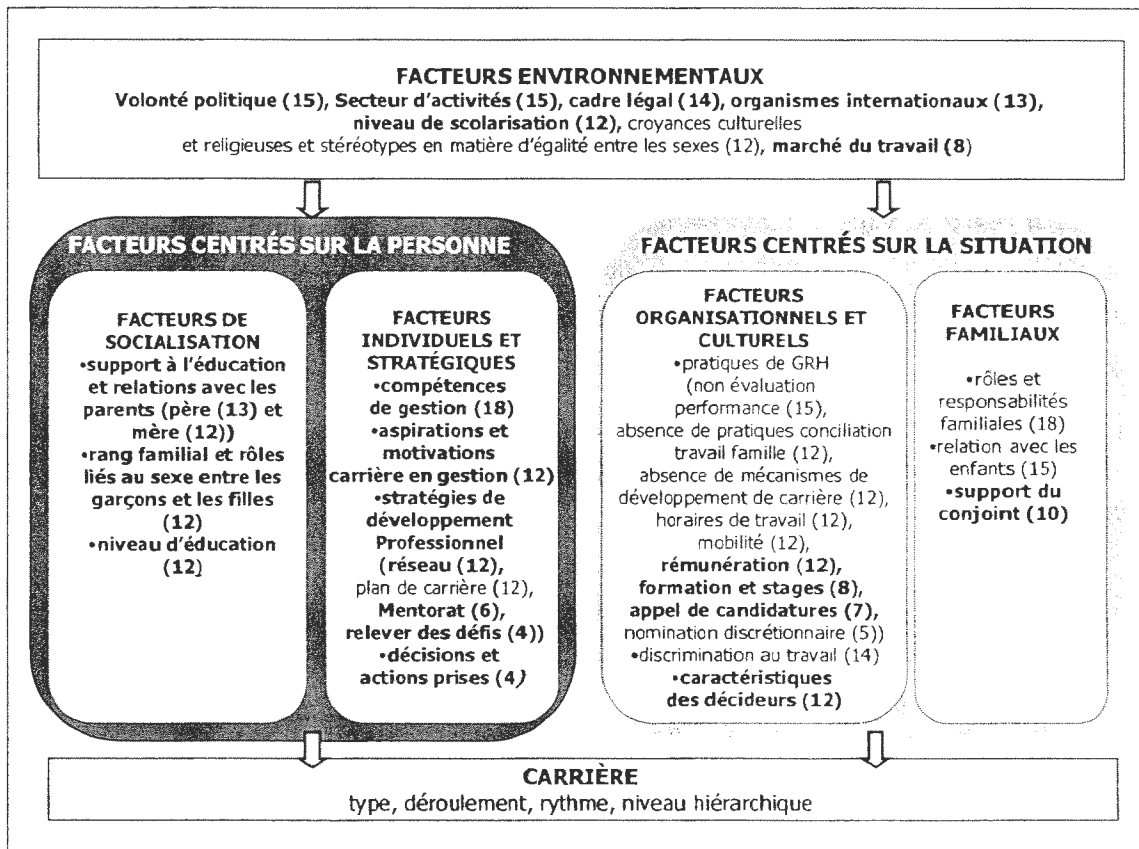 FACTEURS ENVIRONNEMENTAUX
Volonté politique (15), Secteur d'activités (15), cadre légal (14), organismes internationaux (13),
niveau de scolarisation (12), croyances culturelles
et religieuses et stéréotypes en matière d'égalité entre les sexes (12), marché du travail (8)
FACTEURS CENTRÉS SUR LA PERSONNE
FACTEURS DE
SOCIALISATION
•support à l'éducation
et relations avec les
parents (père (13) et
mère (12))
•rang familial et rôles
liés au sexe entre les
garçons et les filles
(12)
•niveau d'éducation
(12)
FACTEURS
INDIVIDUELS ET
STRATÉGIQUES
•compétences
de gestion (18)
•aspirations et
motivations
carrière en gestion (12)
•stratégies de
développement
Professionnel
(réseau (12),
plan de carrière (12),
Mentorat (6),
relever des défis (4))
•décisions et
actions prises (4)
FACTEURS CENTRÉS SUR LA SITUATION
FACTEURS
ORGANISATIONNELS ET
CULTURELS
•pratiques de GRH
(non évaluation
performance (15),
absence de pratiques conciliation
travail famille (12),
absence de mécanismes de
développement de carrière (12),
horaires de travail (12),
mobilité (12),
rémunération (12),
formation et stages (8),
appel de candidatures (7),
nomination discrétionnaire (5))
•discrimination au travail (14)
•caractéristiques
des décideurs (12)
FACTEURS
FAMILIAUX
•rôles et
responsabilités
familiales (18)
•relation avec les
enfants (15)
•support du
conjoint (10)
CARRIÈRE
type, déroulement, rythme, niveau hiérarchique